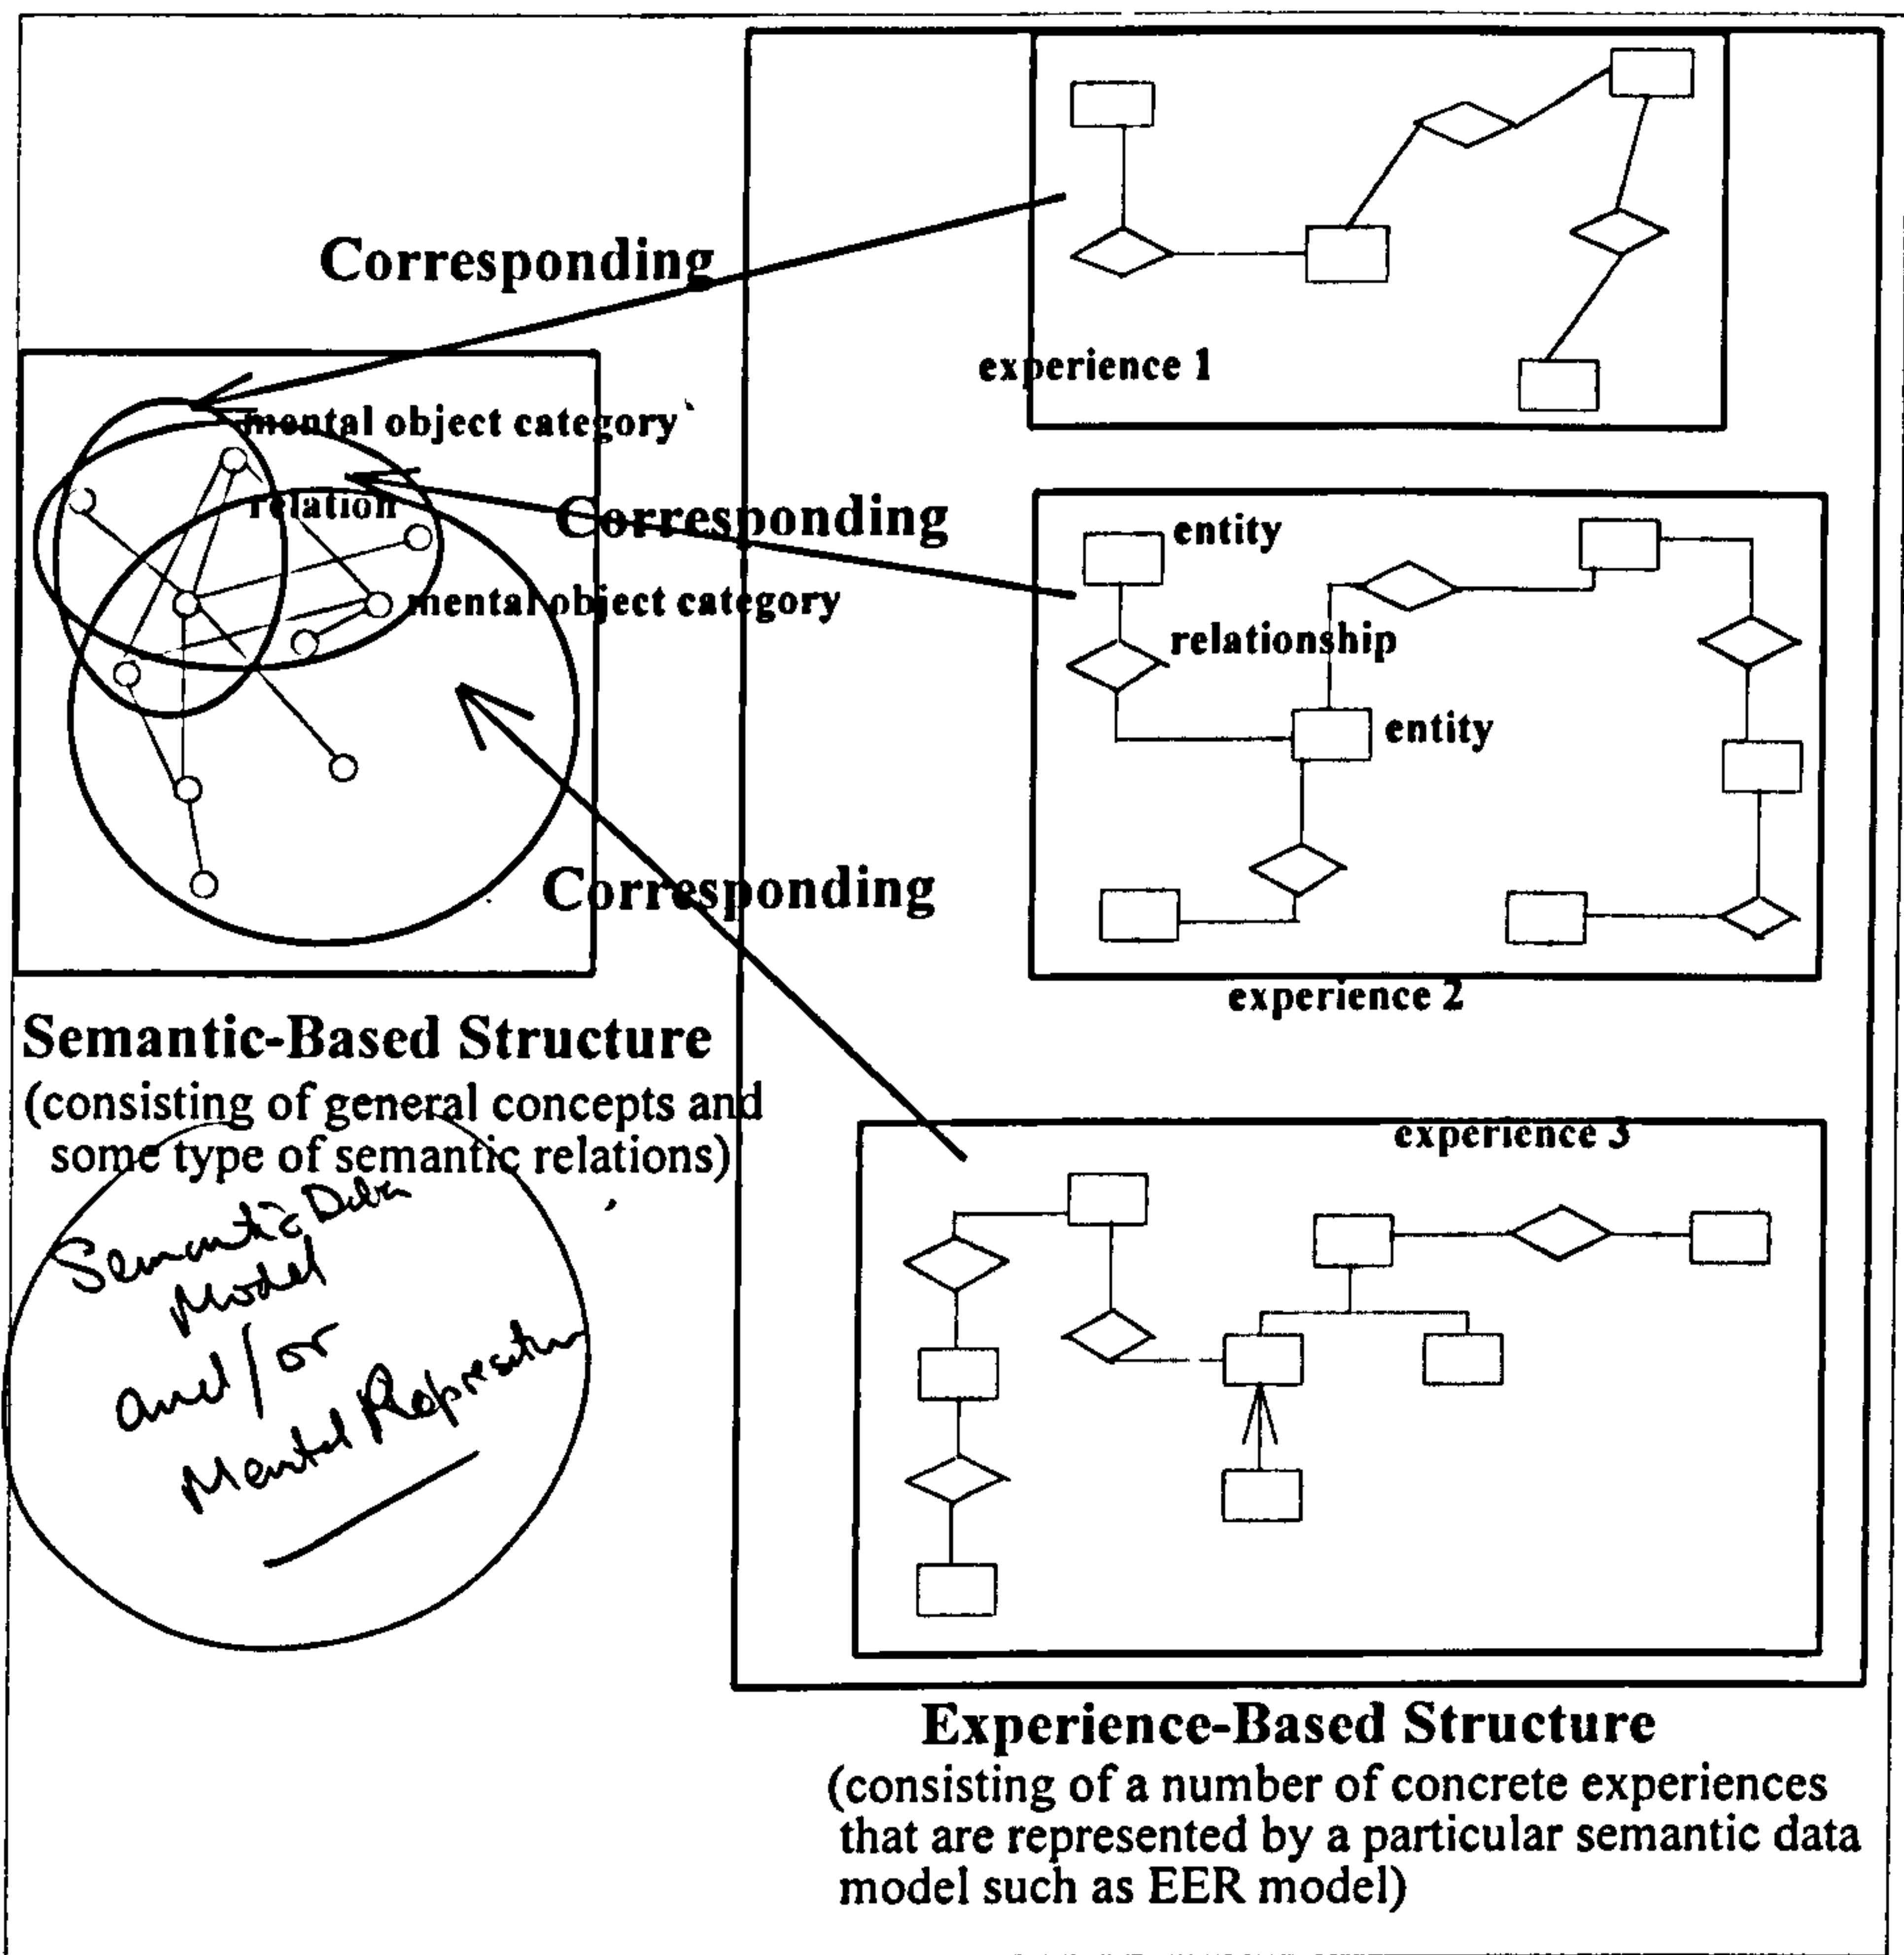 Corresponding
experience 1
mental object category
relation
Corresponding
entity
mental object category
relationship
entity
Corresponding
experience 2
Semantic-Based Structure
(consisting of general concepts and
some type of semantic relations)
experience 3
Semantic Data
Model
and/or
Mental
Experience-Based Structure
(consisting of a number of concrete experiences
that are represented by a particular semantic data
model such as EER model)